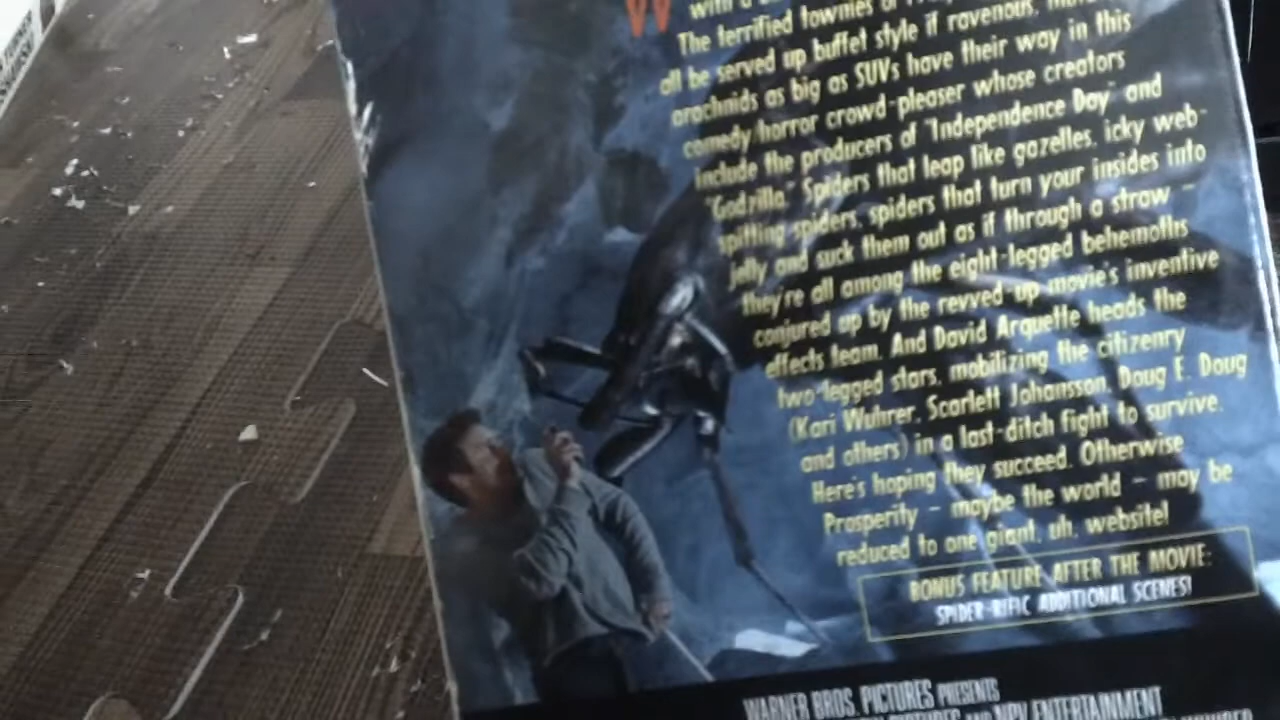 with a
The terrified townies of
all be served up buffet style if ravenous,
arachnids as big as SUVs have their way in this
comedy/horror crowd-pleaser whose creators
include the producers of "Independence Day" and
"Godzilla." Spiders that leap like gazelles, icky web-
spitting spiders, spiders that turn your insides into
jelly and suck them out as if through a straw –
they're all among the eight-legged behemoths
conjured up by the revved-up movie's inventive
effects team. And David Arquette heads the
two-legged stars, mobilizing the citizenry
(Kari Wuhrer, Scarlett Johansson, Doug E. Doug
and others) in a last-ditch fight to survive.
Here's hoping they succeed. Otherwise
Prosperity – maybe the world – may be
reduced to one giant, uh, website!
BONUS FEATURE AFTER THE MOVIE:
SPIDER-RIFIC ADDITIONAL SCENES!
WARNER BROS. PICTURES PRESENTS
PICTURES AND NPV ENTERTAINMENT